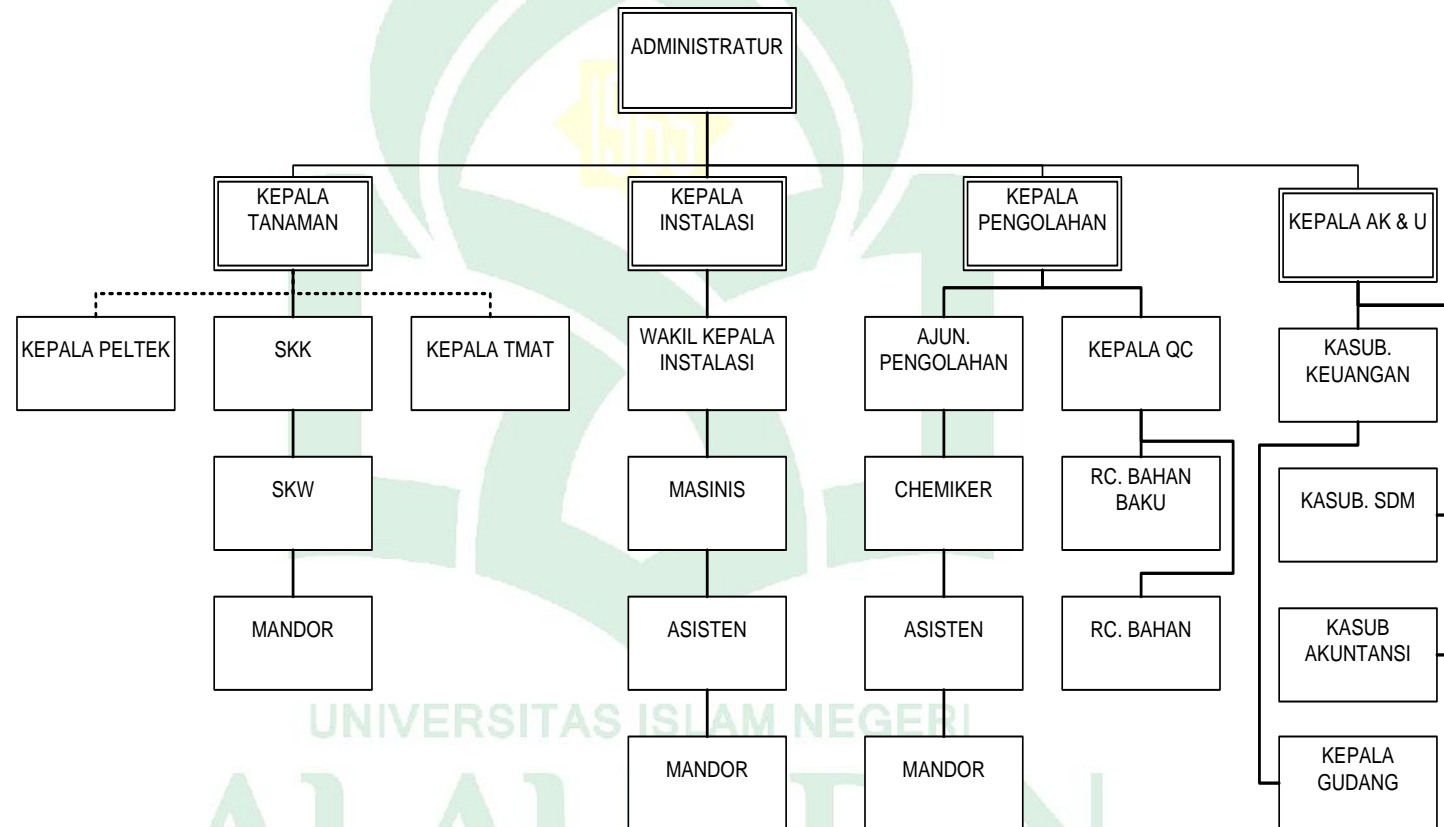 ADMINISTRATUR
KEPALA
TANAMAN
KEPALA
INSTALASI
KEPALA
PENGOLAHAN
KEPALA AK & U
KEPALA PELTEK
SKK
KEPALA TMAT
WAKIL KEPALA
INSTALASI
AJUN.
PENGOLAHAN
KEPALA QC
KASUB.
KEUANGAN
SKW
MASINIS
CHEMIKER
RC. BAHAN
BAKU
KASUB. SDM
MANDOR
ASISTEN
ASISTEN
RC. BAHAN
KASUB
AKUNTANSI
UNIVERSITAS ISLAM NEGERI
MANDOR
MANDOR
KEPALA
GUDANG